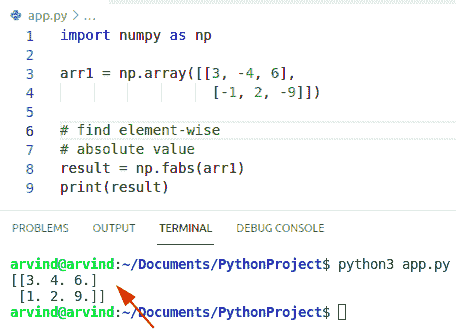 app.py > ...
1 import numpy as np
2
3 arr1 = np.array([[3, -4, 6],
4                  [-1, 2, -9]])
5
6 # find element-wise
7 # absolute value
8 result = np.fabs(arr1)
9 print(result)
PROBLEMS OUTPUT TERMINAL DEBUG CONSOLE
arvind@arvind:~/Documents/PythonProject$ python3 app.py
[[3. 4. 6.]
 [1. 2. 9.]]
arvind@arvind:~/Documents/PythonProject$